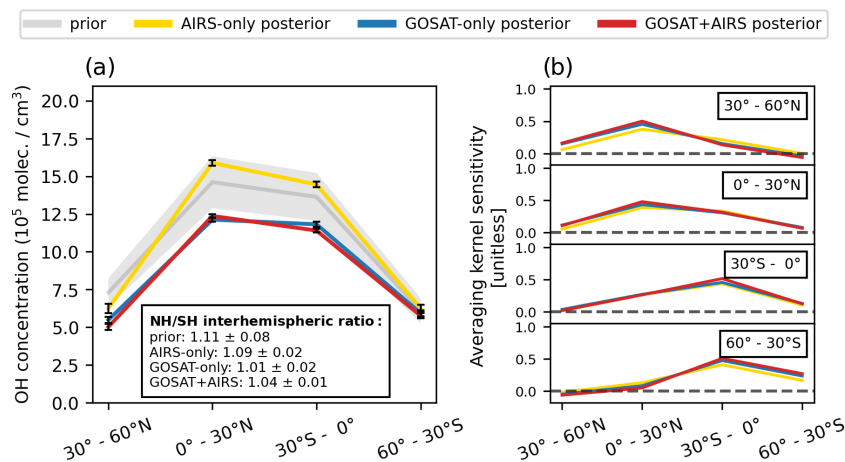 prior AIRS-only posterior GOSAT-only posterior GOSAT+AIRS posterior
(a)
OH concentration (10⁵ molec. / cm³)
20.0
17.5
15.0
12.5
10.0
7.5
5.0
2.5
0.0
NH/SH interhemispheric ratio:
prior: 1.11 ± 0.08
AIRS-only: 1.09 ± 0.02
GOSAT-only: 1.01 ± 0.02
GOSAT+AIRS: 1.04 ± 0.01
30° - 60°N
0° - 30°N
30°S - 0°
60° - 30°S
(b)
Averaging kernel sensitivity
[unitless]
1.0
0.5
0.0
30° - 60°N
1.0
0.5
0.0
0° - 30°N
1.0
0.5
0.0
30°S - 0°
1.0
0.5
0.0
60° - 30°S
30° - 60°N
0° - 30°N
30°S - 0°
60° - 30°S